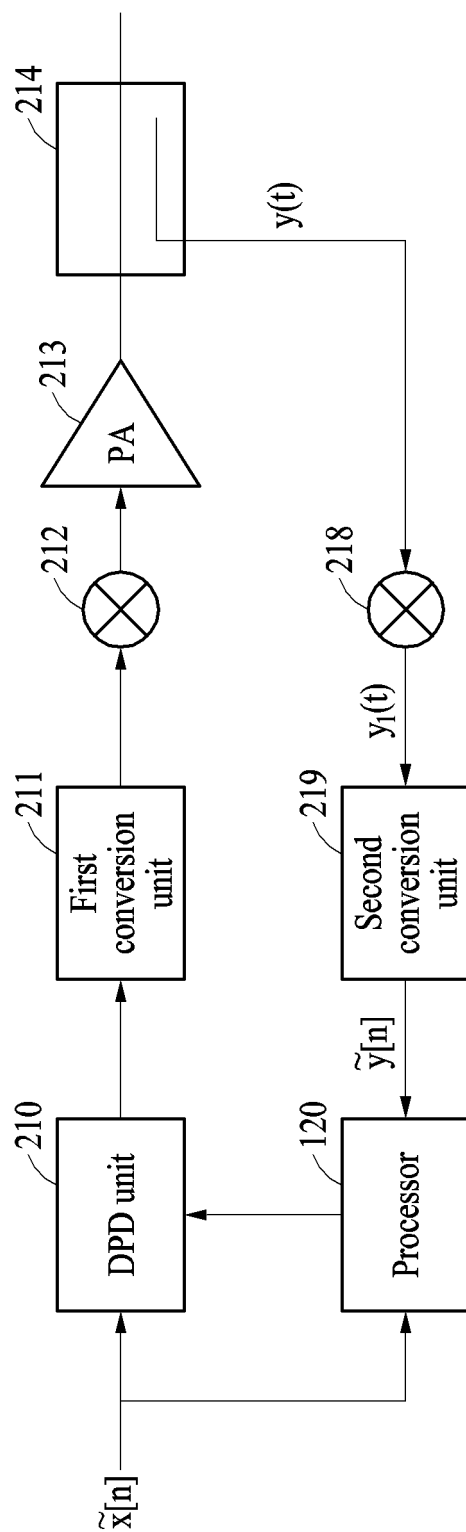 x̃[n]
210
DPD unit
211
First
conversion
unit
212
213
PA
214
y(t)
218
y₁(t)
219
Second
conversion
unit
ỹ[n]
120
Processor